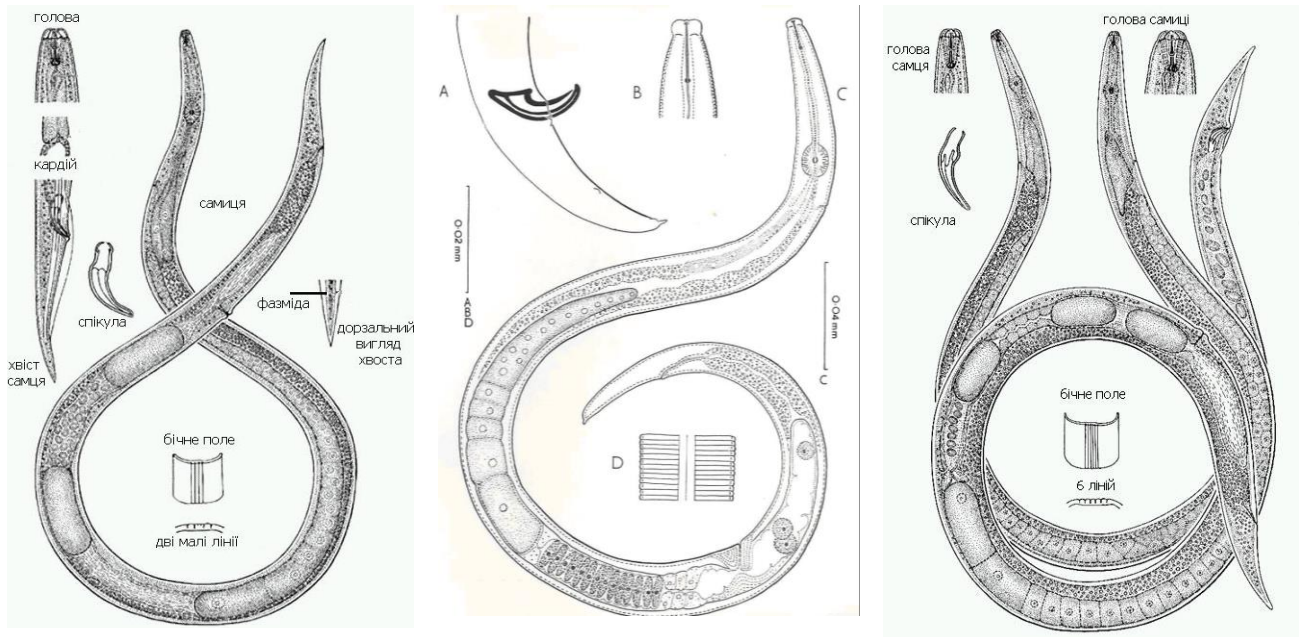 голова
кардій
самиця
спікула
фазміда
дорзальний
вигляд
хвоста
хвіст
самця
бічне поле
дві малі лінії
A
B
C
0·02 mm
ABD
0·04 mm
C
D
голова самиці
голова
самця
спікула
бічне поле
6 ліній